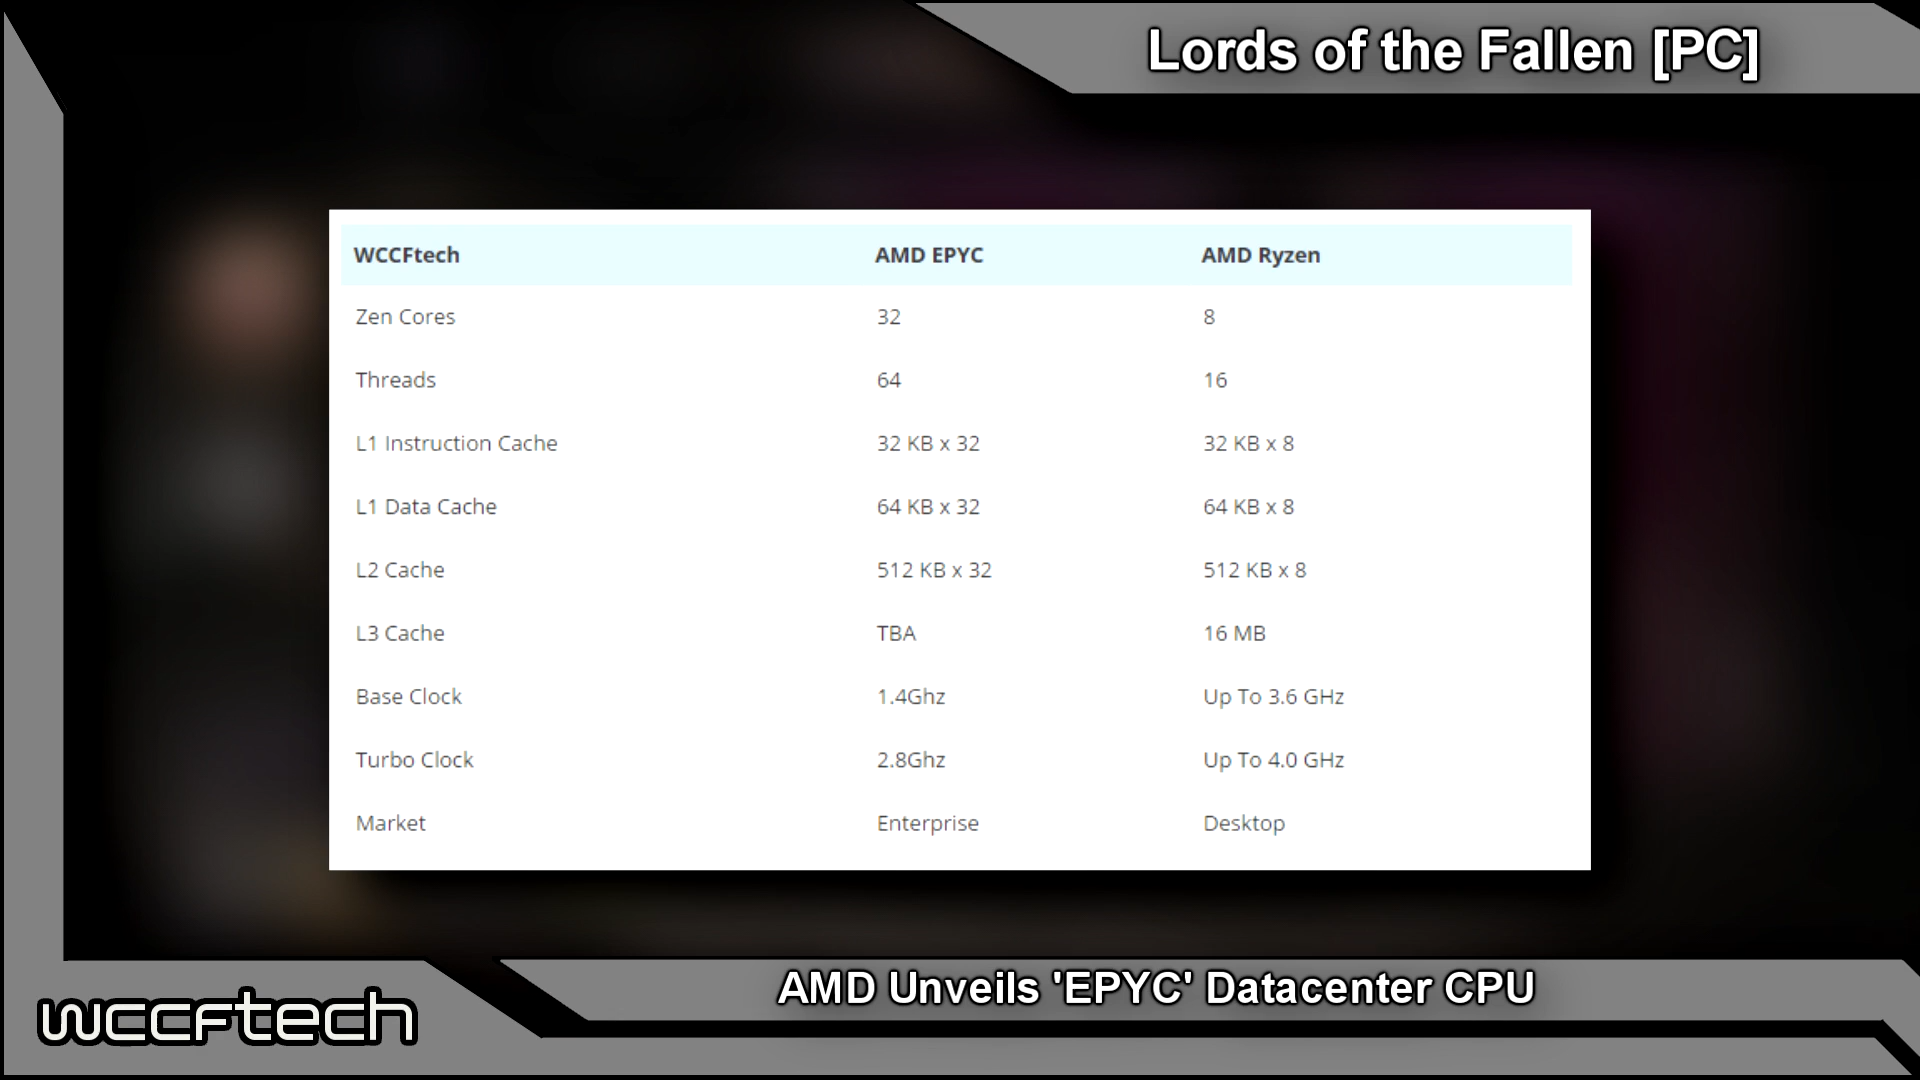 Lords of the Fallen [PC]
WCCFtech AMD EPYC AMD Ryzen
Zen Cores 32 8
Threads 64 16
L1 Instruction Cache 32 KB x 32 32 KB x 8
L1 Data Cache 64 KB x 32 64 KB x 8
L2 Cache 512 KB x 32 512 KB x 8
L3 Cache TBA 16 MB
Base Clock 1.4Ghz Up To 3.6 GHz
Turbo Clock 2.8Ghz Up To 4.0 GHz
Market Enterprise Desktop
AMD Unveils 'EPYC' Datacenter CPU
wccftech